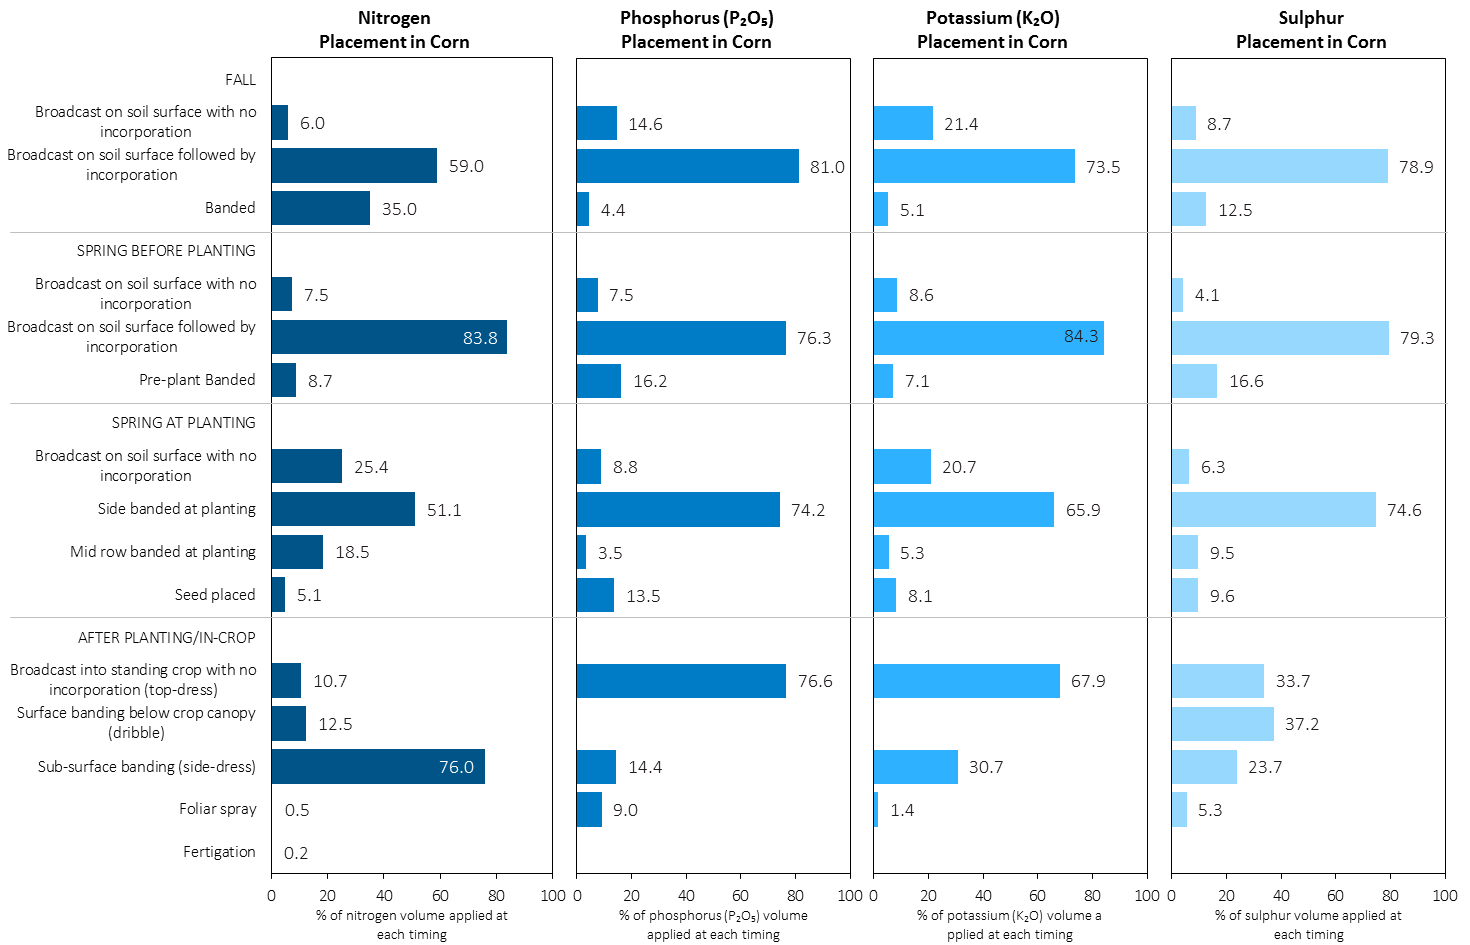 Nitrogen
Placement in Corn
Phosphorus (P₂O₅)
Placement in Corn
Potassium (K₂O)
Placement in Corn
Sulphur
Placement in Corn
FALL
Broadcast on soil surface with no
incorporation
6.0
14.6
21.4
8.7
Broadcast on soil surface followed by
incorporation
59.0
81.0
73.5
78.9
Banded
35.0
4.4
5.1
12.5
SPRING BEFORE PLANTING
Broadcast on soil surface with no
incorporation
7.5
7.5
8.6
4.1
Broadcast on soil surface followed by
incorporation
83.8
76.3
84.3
79.3
Pre-plant Banded
8.7
16.2
7.1
16.6
SPRING AT PLANTING
Broadcast on soil surface with no
incorporation
25.4
8.8
20.7
6.3
Side banded at planting
51.1
74.2
65.9
74.6
Mid row banded at planting
18.5
3.5
5.3
9.5
Seed placed
5.1
13.5
8.1
9.6
AFTER PLANTING/IN-CROP
Broadcast into standing crop with no
incorporation (top-dress)
10.7
76.6
67.9
33.7
Surface banding below crop canopy
(dribble)
12.5
37.2
Sub-surface banding (side-dress)
76.0
14.4
30.7
23.7
Foliar spray
0.5
9.0
1.4
5.3
Fertigation
0.2
0 20 40 60 80 100
0 20 40 60 80 100
0 20 40 60 80 100
0 20 40 60 80 100
% of nitrogen volume applied at
each timing
% of phosphorus (P₂O₅) volume
applied at each timing
% of potassium (K₂O) volume a
pplied at each timing
% of sulphur volume applied at
each timing